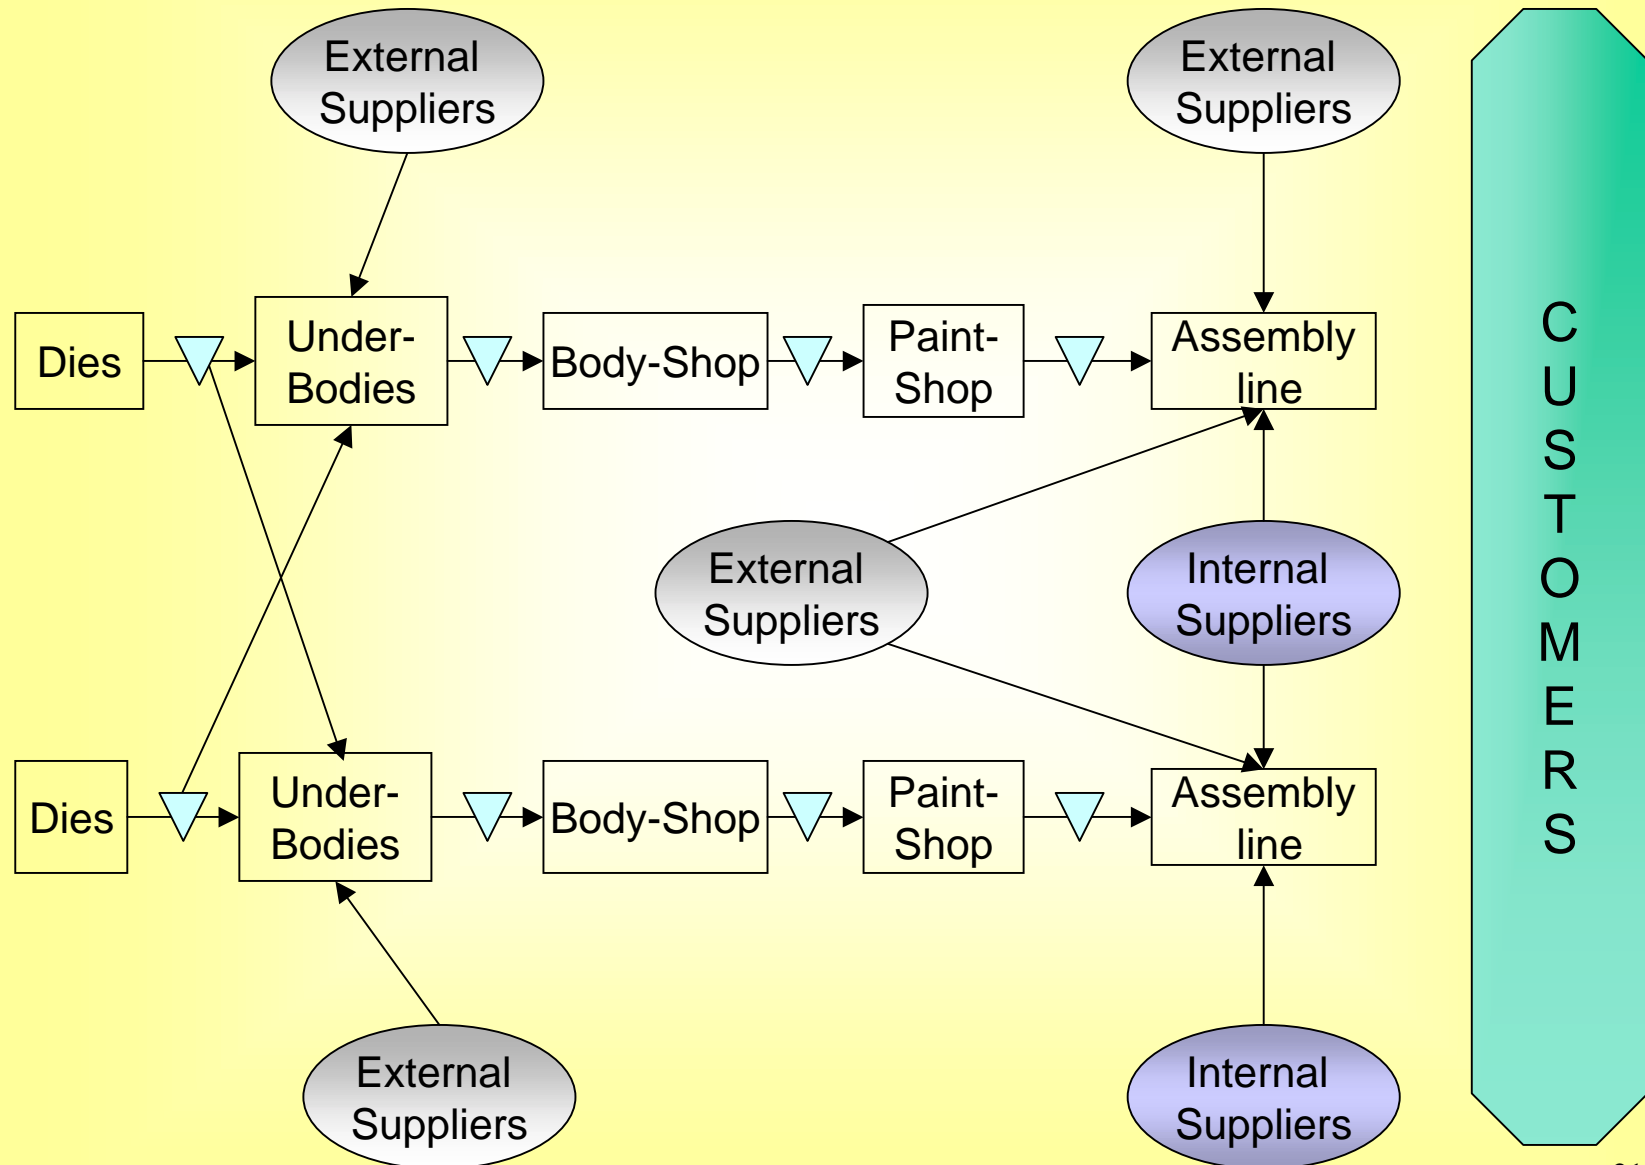 External
Suppliers
External
Suppliers
Dies
Under-
Bodies
Body-Shop
Paint-
Shop
Assembly
line
External
Suppliers
Internal
Suppliers
Dies
Under-
Bodies
Body-Shop
Paint-
Shop
Assembly
line
External
Suppliers
Internal
Suppliers
C
U
S
T
O
M
E
R
S